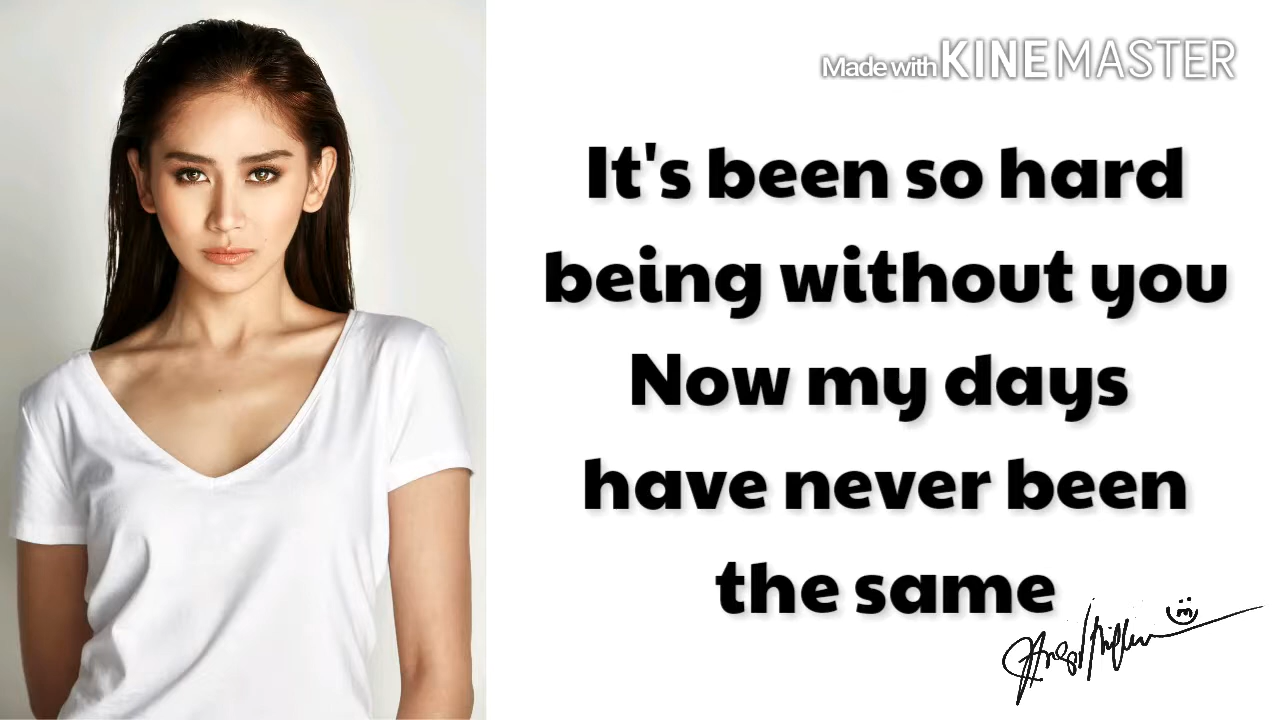 Made with KINEMASTER
It's been so hard
being without you
Now my days
have never been
the same